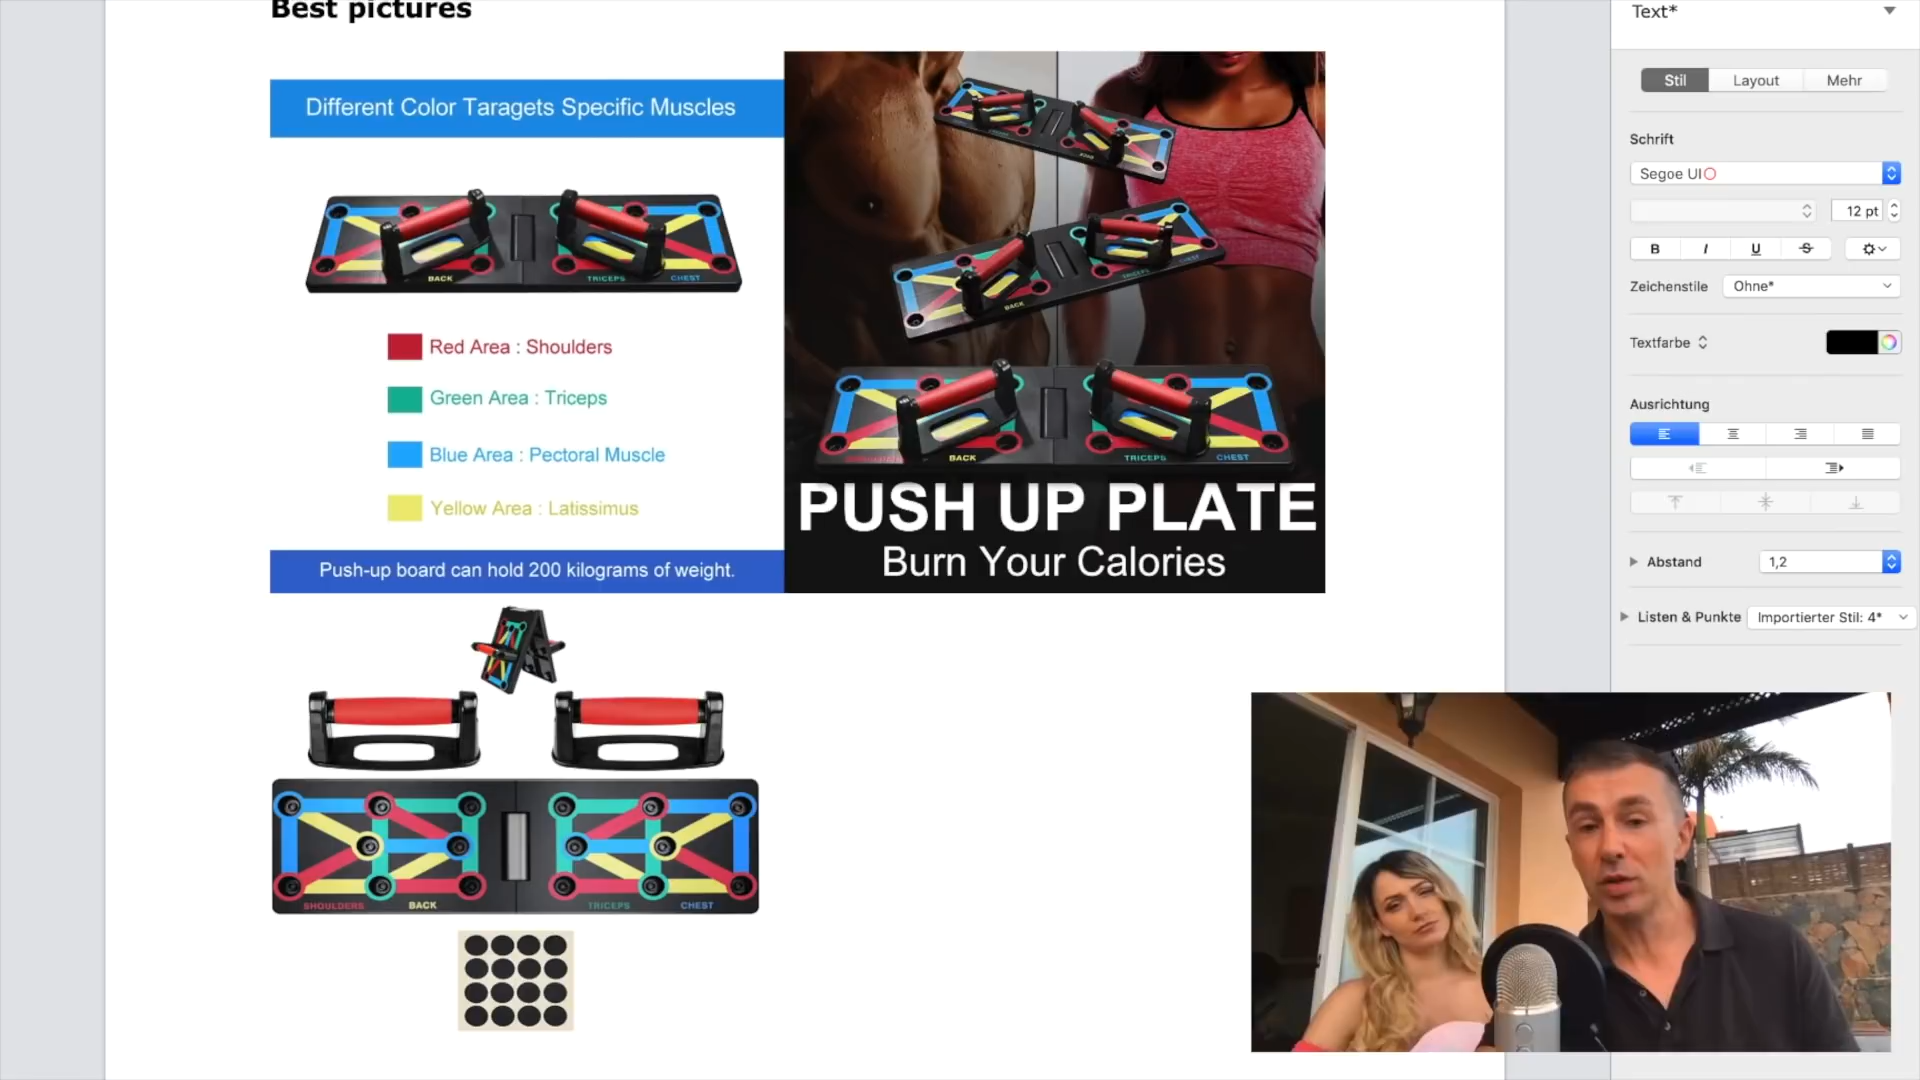 Best pictures
Different Color Taragets Specific Muscles
BACK TRICEPS CHEST
Red Area : Shoulders
Green Area : Triceps
Blue Area : Pectoral Muscle
Yellow Area : Latissimus
Push-up board can hold 200 kilograms of weight.
BACK
BACK TRICEPS CHEST
PUSH UP PLATE
Burn Your Calories
SHOULDERS BACK TRICEPS CHEST
Text*
Stil Layout Mehr
Schrift
Segoe UI
12 pt
B I U S
Zeichenstile Ohne*
Textfarbe
Ausrichtung
Abstand 1,2
Listen & Punkte Importierter Stil: 4*